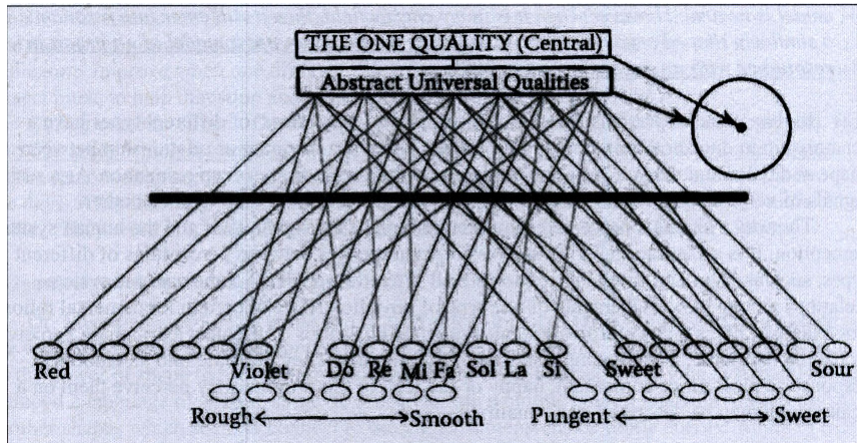 THE ONE QUALITY (Central)
Abstract Universal Qualities
Red Violet Do Re Mi Fa Sol La Si Sweet Sour
Rough Smooth Pungent Sweet